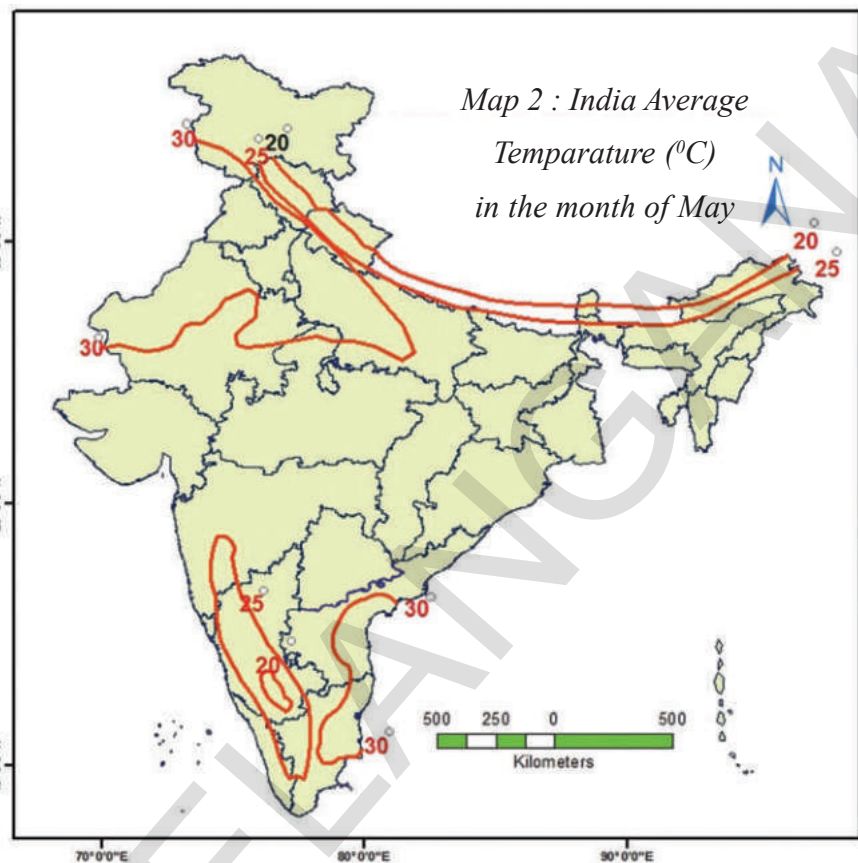 Map 2 : India Average
Temparature (⁰C)
in the month of May
N
30
20
25
20
25
30
25
30
20
30
500 250 0 500
Kilometers
70°0'0"E 80°0'0"E 90°0'0"E
TELANGANA